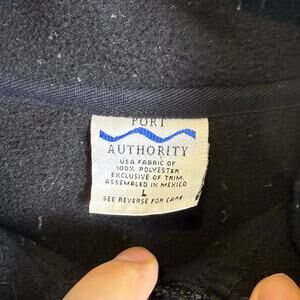 PORT
AUTHORITY
USA FABRIC OF
100% POLYESTER
EXCLUSIVE OF TRIM.
ASSEMBLED IN MEXICO
L
SEE REVERSE FOR CARE